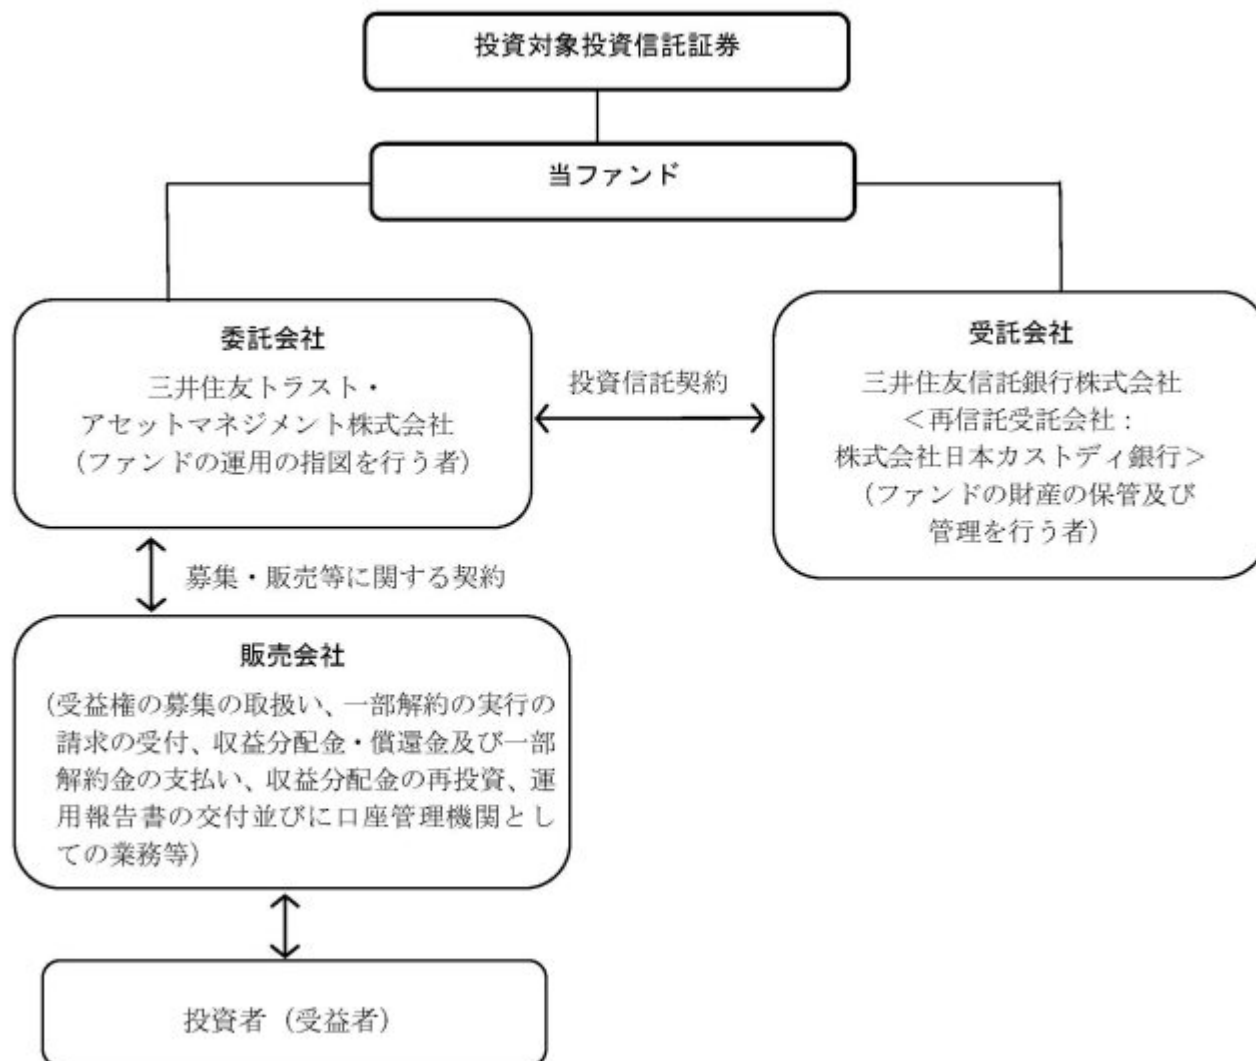 投資対象投資信託証券
当ファンド
委託会社
三井住友トラスト・
アセットマネジメント株式会社
（ファンドの運用の指図を行う者）
投資信託契約
受託会社
三井住友信託銀行株式会社
＜再信託受託会社：
株式会社日本カストディ銀行＞
（ファンドの財産の保管及び
管理を行う者）
募集・販売等に関する契約
販売会社
（受益権の募集の取扱い、一部解約の実行の
請求の受付、収益分配金・償還金及び一部
解約金の支払い、収益分配金の再投資、運
用報告書の交付並びに口座管理機関とし
ての業務等）
投資者（受益者）